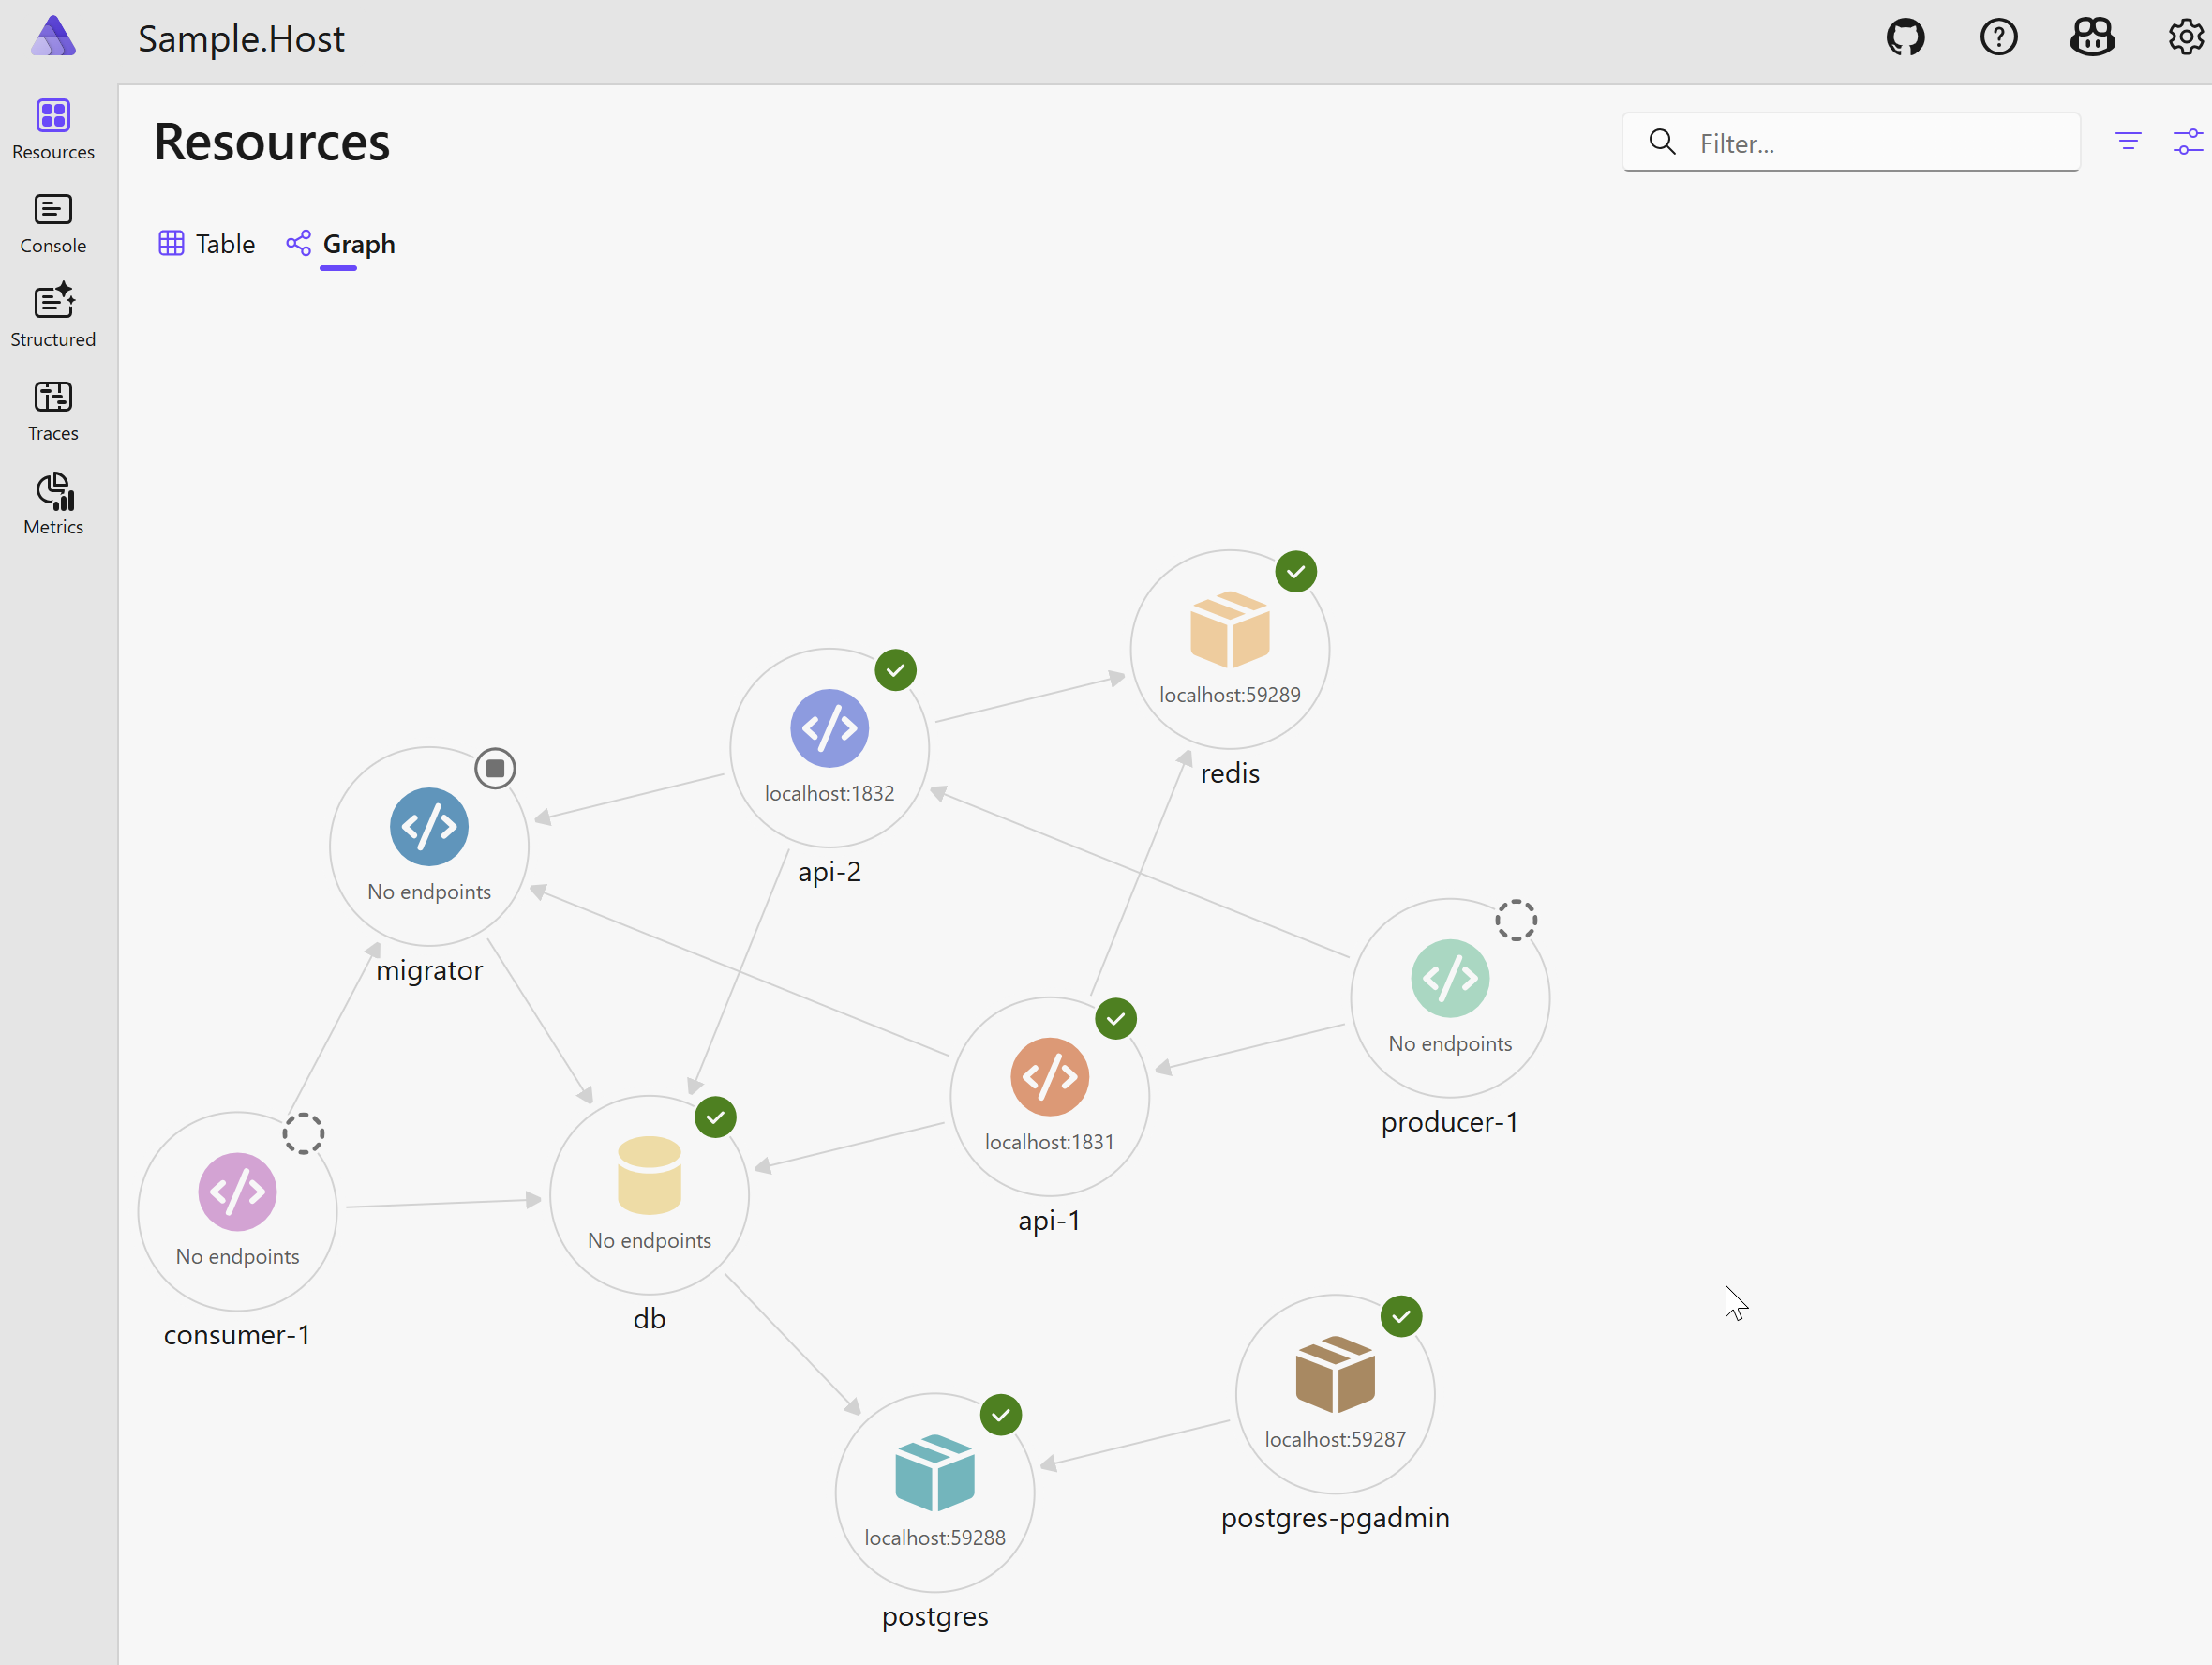 Sample.Host
Resources
Console
Structured
Traces
Metrics
Resources
Filter...
Table
Graph
localhost:59289
redis
localhost:1832
api-2
No endpoints
migrator
No endpoints
producer-1
localhost:1831
api-1
No endpoints
db
No endpoints
consumer-1
localhost:59287
postgres-pgadmin
localhost:59288
postgres